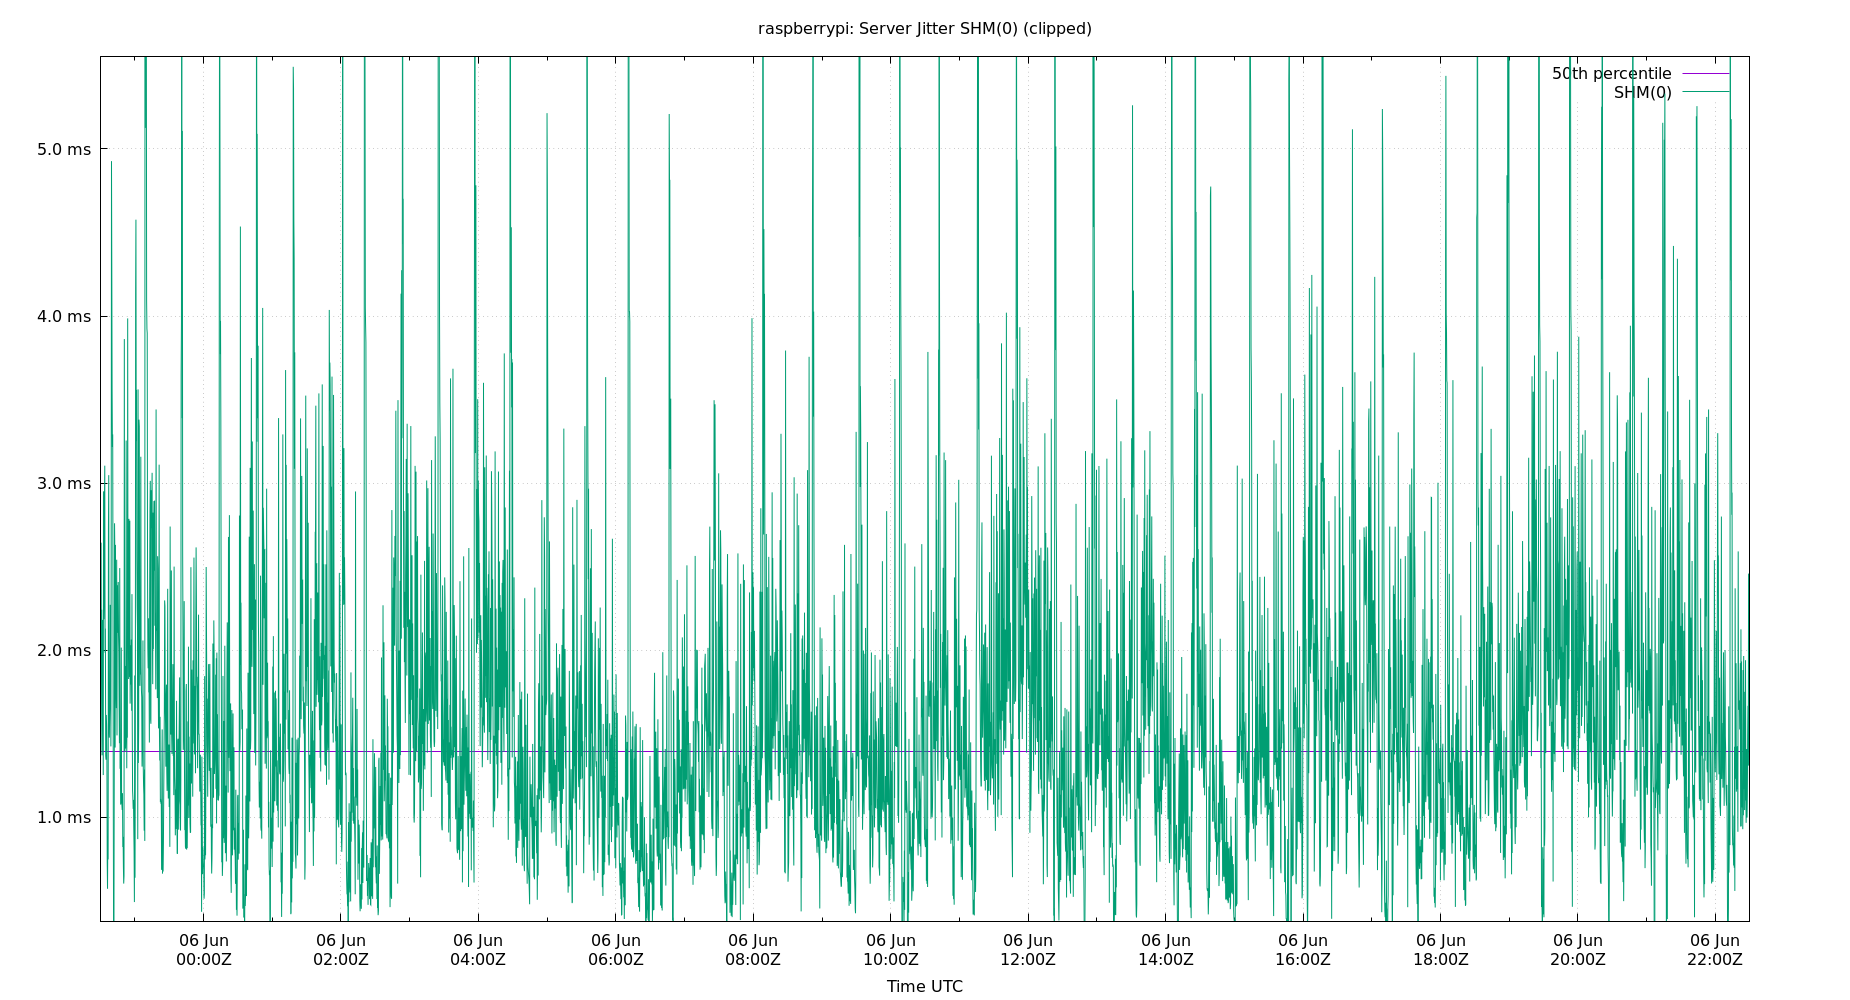 raspberrypi: Server Jitter SHM(0) (clipped)
50th percentile
SHM(0)
5.0 ms
4.0 ms
3.0 ms
2.0 ms
1.0 ms
06 Jun 06 Jun 06 Jun 06 Jun 06 Jun 06 Jun 06 Jun 06 Jun 06 Jun 06 Jun 06 Jun 06 Jun
00:00Z 02:00Z 04:00Z 06:00Z 08:00Z 10:00Z 12:00Z 14:00Z 16:00Z 18:00Z 20:00Z 22:00Z
Time UTC